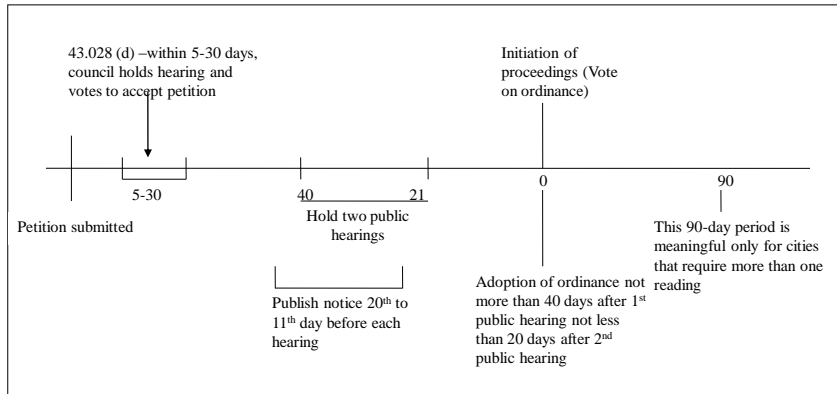 43.028 (d) –within 5-30 days,
council holds hearing and
votes to accept petition
Initiation of
proceedings (Vote
on ordinance)
5-30
40
21
0
90
Petition submitted
Hold two public
hearings
Publish notice 20th to
11th day before each
hearing
Adoption of ordinance not
more than 40 days after 1st
public hearing not less
than 20 days after 2nd
public hearing
This 90-day period is
meaningful only for cities
that require more than one
reading